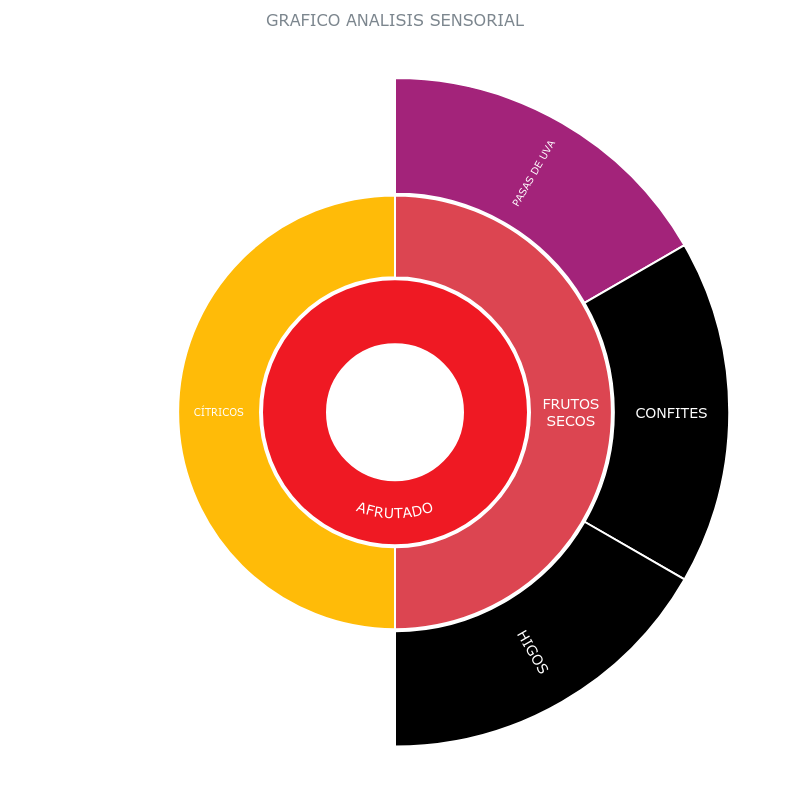 GRAFICO ANALISIS SENSORIAL
PASAS DE UVA
CÍTRICOS
FRUTOS
SECOS
CONFITES
AFRUTADO
HIGOS